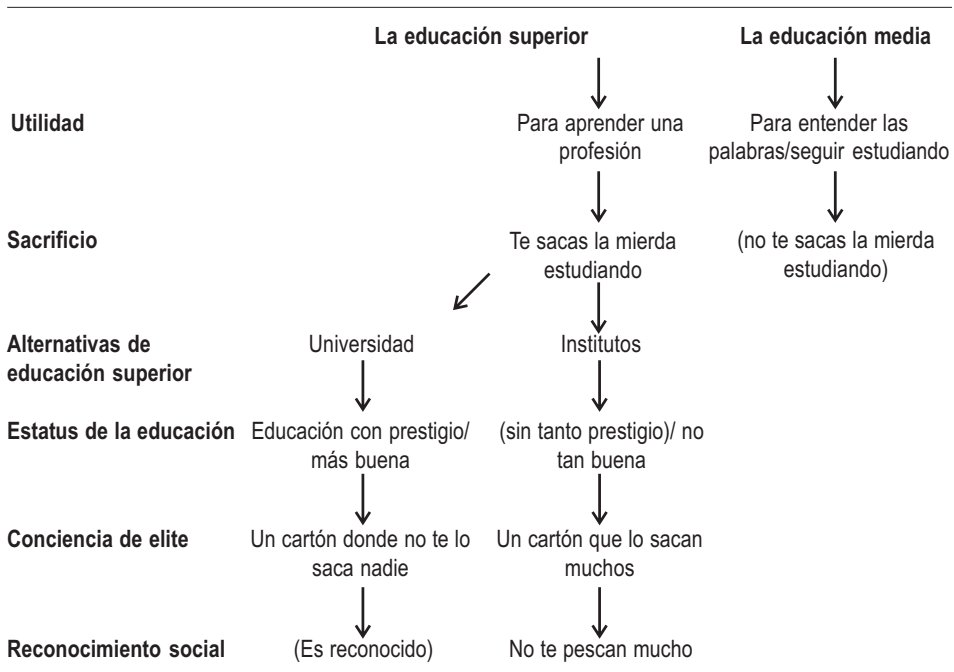 La educación superior La educación media
Utilidad Para aprender una Para entender las
profesión palabras/seguir estudiando
Sacrificio Te sacas la mierda (no te sacas la mierda
estudiando estudiando)
Alternativas de Universidad Institutos
educación superior
Estatus de la educación Educación con prestigio/ (sin tanto prestigio)/ no
más buena tan buena
Conciencia de elite Un cartón donde no te lo Un cartón que lo sacan
saca nadie muchos
Reconocimiento social (Es reconocido) No te pescan mucho